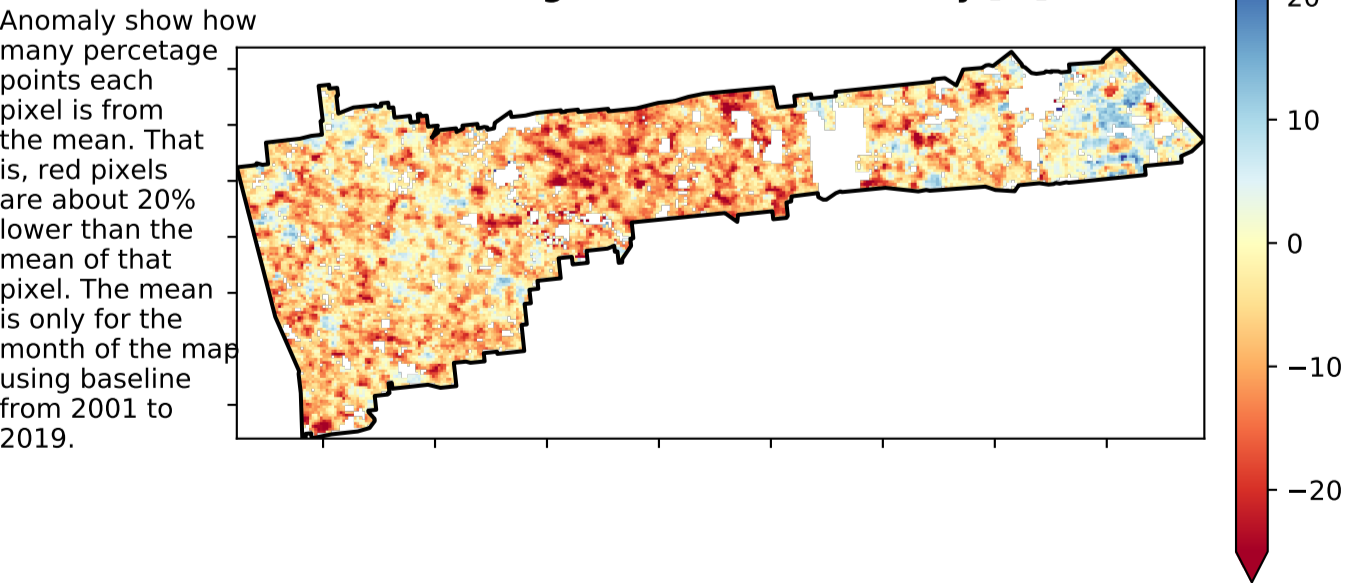 Anomaly show how
many percetage
points each
pixel is from
the mean. That
is, red pixels
are about 20%
lower than the
mean of that
pixel. The mean
is only for the
month of the map
using baseline
from 2001 to
2019.
20
10
0
−10
−20